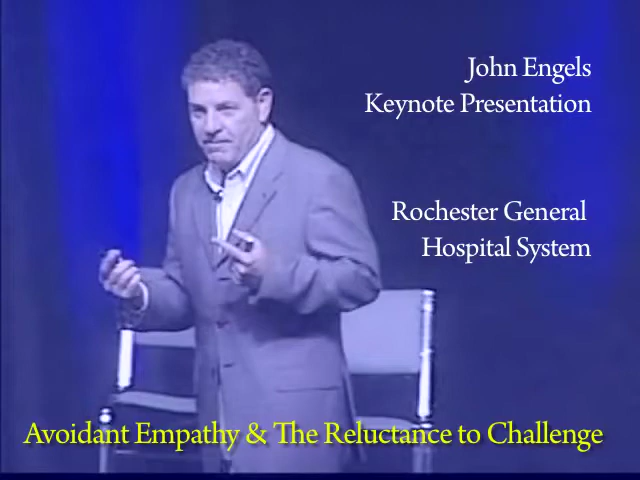 John Engels
Keynote Presentation
Rochester General
Hospital System
Avoidant Empathy & The Reluctance to Challenge